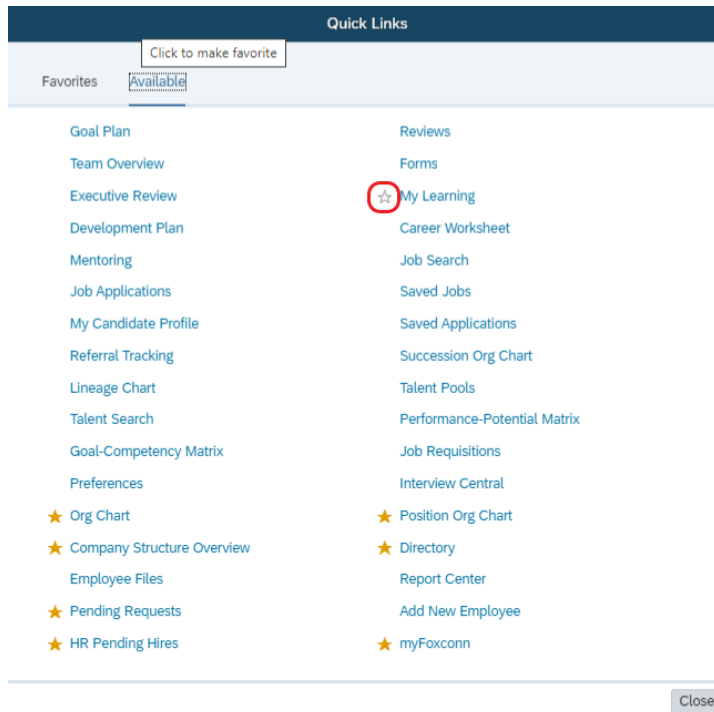 Quick Links
Click to make favorite
Favorites Available
Goal Plan Reviews
Team Overview Forms
Executive Review My Learning
Development Plan Career Worksheet
Mentoring Job Search
Job Applications Saved Jobs
My Candidate Profile Saved Applications
Referral Tracking Succession Org Chart
Lineage Chart Talent Pools
Talent Search Performance-Potential Matrix
Goal-Competency Matrix Job Requisitions
Preferences Interview Central
Org Chart Position Org Chart
Company Structure Overview Directory
Employee Files Report Center
Pending Requests Add New Employee
HR Pending Hires myFoxconn
Close